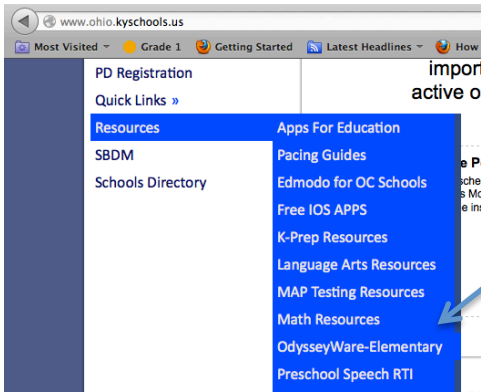 www.ohio.kyschools.us
Most Visited Grade 1 Getting Started Latest Headlines How
PD Registration
Quick Links »
Resources
SBDM
Schools Directory
Apps For Education
Pacing Guides
Edmodo for OC Schools
Free IOS APPS
K-Prep Resources
Language Arts Resources
MAP Testing Resources
Math Resources
OdysseyWare-Elementary
Preschool Speech RTI
active o